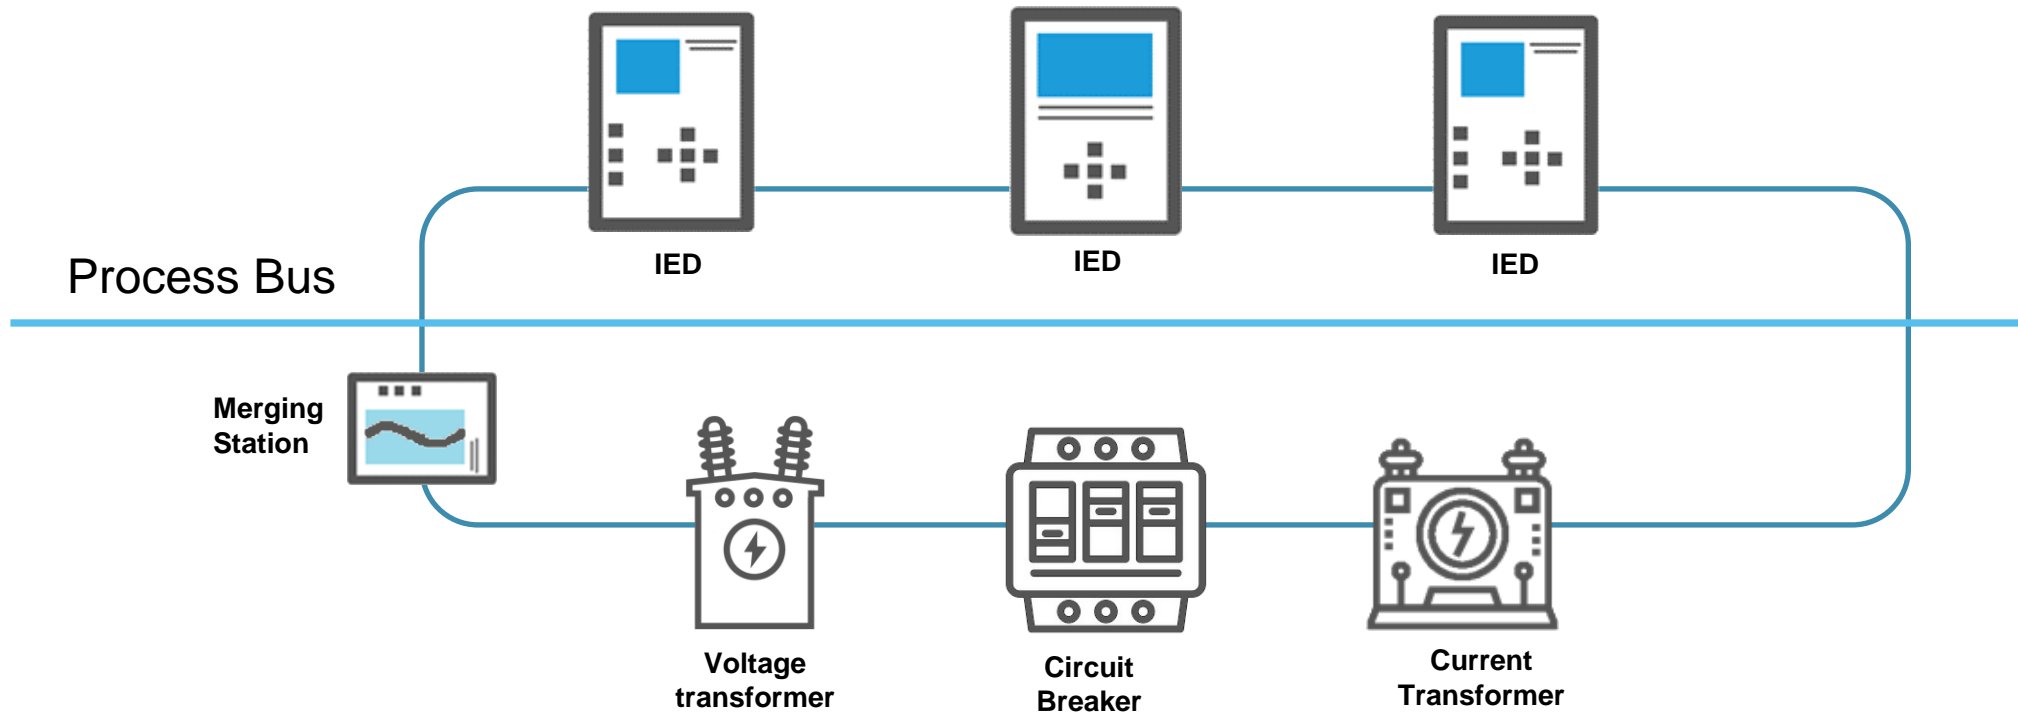 IED
IED
IED
Process Bus
Merging
Station
Voltage
transformer
Circuit
Breaker
Current
Transformer